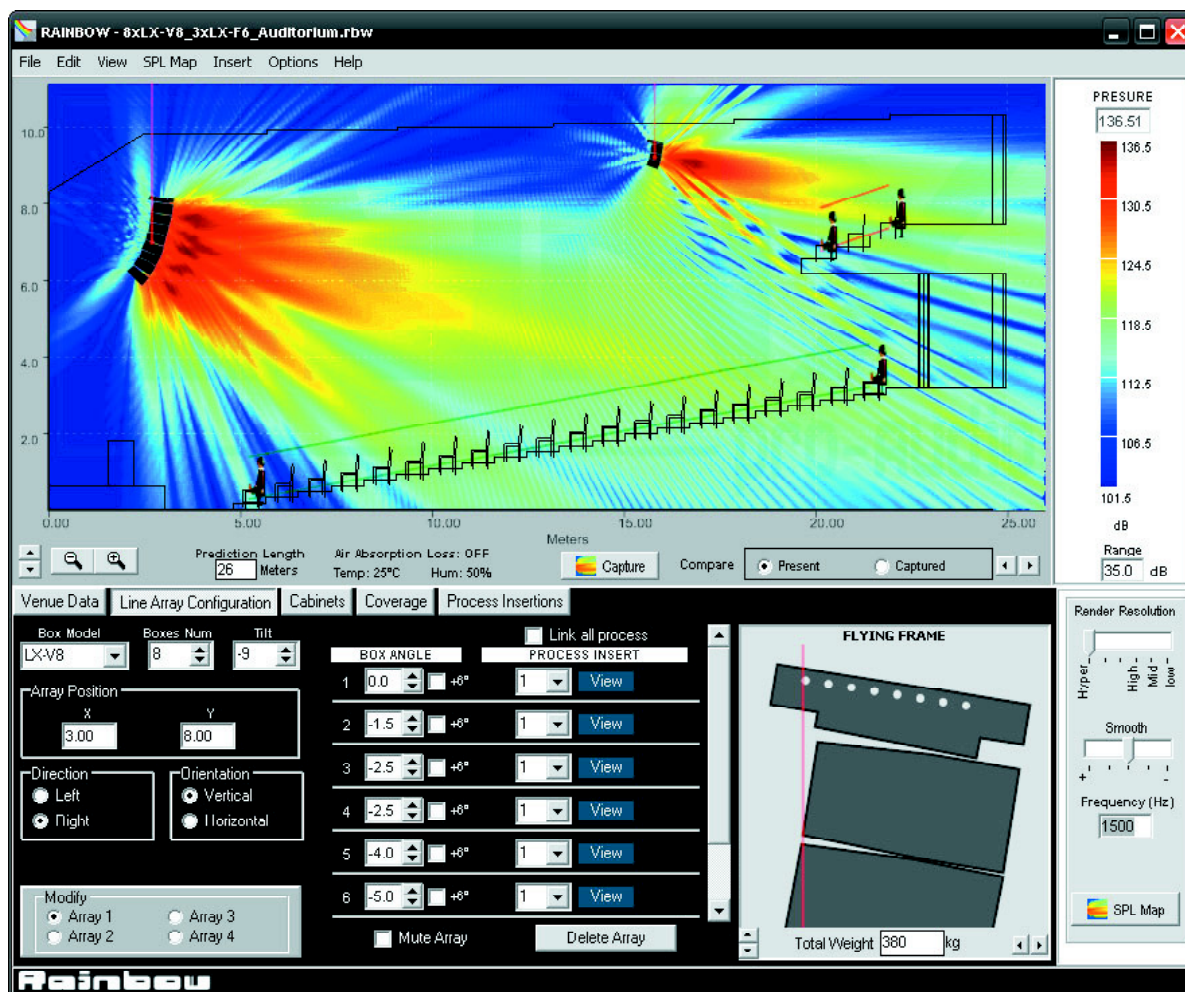 RAINBOW - 8xLX-V8_3xLX-F6_Auditorium.rbw
File Edit View SPL Map Insert Options Help
10.0
8.0
6.0
4.0
2.0
0.00 5.00 10.00 15.00 20.00 25.00
Meters
PRESURE
136.51
136.5
130.5
124.5
118.5
112.5
106.5
101.5
dB
Range
35.0 dB
Prediction Length
26 Meters
Air Absorption Loss: OFF
Temp: 25°C Hum: 50%
Capture
Compare
Present
Captured
Venue Data Line Array Configuration Cabinets Coverage Process Insertions
Box Model Boxes Num Tilt
LX-V8 8 -9
Array Position
X Y
3.00 8.00
Direction
Left
Right
Orientation
Vertical
Horizontal
Modify
Array 1 Array 3
Array 2 Array 4
Link all process
BOX ANGLE PROCESS INSERT
1 0.0 +6° 1 View
2 -1.5 +6° 1 View
3 -2.5 +6° 1 View
4 -2.5 +6° 1 View
5 -4.0 +6° 1 View
6 -5.0 +6° 1 View
Mute Array
Delete Array
FLYING FRAME
Total Weight 380 kg
Render Resolution
Hyper High Mid low
Smooth
+ -
Frequency (Hz)
1500
SPL Map
Rainbow